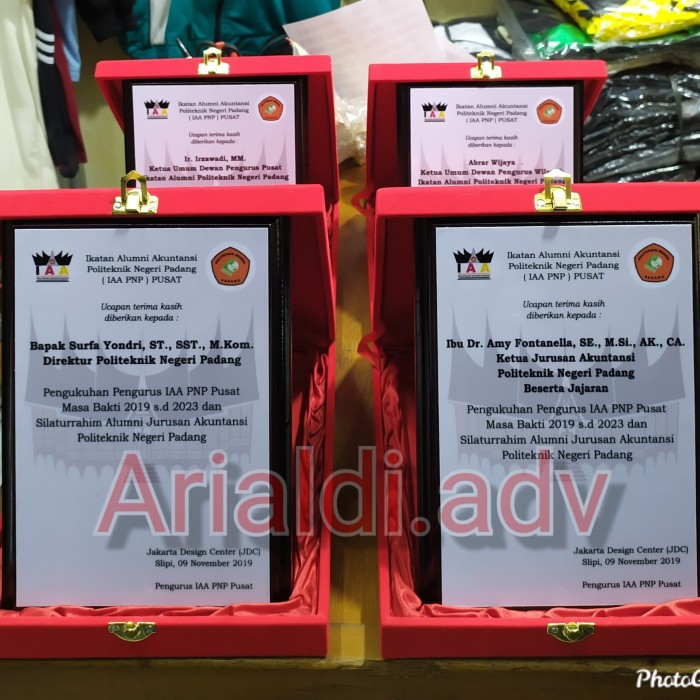 Ikatan Alumni Akuntansi
Politeknik Negeri Padang
( IAA PNP ) PUSAT
Ucapan terima kasih
diberikan kepada :
Ir. Irzawadi, MM.
Ketua Umum Dewan Pengurus Pusat
Ikatan Alumni Politeknik Negeri Padang
Ikatan Alumni Akuntansi
Politeknik Negeri Padang
( IAA PNP ) PUSAT
Ucapan terima kasih
diberikan kepada :
Abrar Wijaya
Ketua Umum Dewan Pengurus
Ikatan Alumni Politeknik Negeri
IAA
Ikatan Alumni Akuntansi
Politeknik Negeri Padang
( IAA PNP ) PUSAT
Ucapan terima kasih
diberikan kepada :
Bapak Surfa Yondri, ST., SST., M.Kom.
Direktur Politeknik Negeri Padang
Pengukuhan Pengurus IAA PNP Pusat
Masa Bakti 2019 s.d 2023 dan
Silaturrahim Alumni Jurusan Akuntansi
Politeknik Negeri Padang
Jakarta Design Center (JDC)
Slipi, 09 November 2019
Pengurus IAA PNP Pusat
IAA
Ikatan Alumni Akuntansi
Politeknik Negeri Padang
( IAA PNP ) PUSAT
Ucapan terima kasih
diberikan kepada :
Ibu Dr. Amy Fontanella, SE., M.Si., AK., CA.
Ketua Jurusan Akuntansi
Politeknik Negeri Padang
Beserta Jajaran
Pengukuhan Pengurus IAA PNP Pusat
Masa Bakti 2019 s.d 2023 dan
Silaturrahim Alumni Jurusan Akuntansi
Politeknik Negeri Padang
Jakarta Design Center (JDC)
Slipi, 09 November 2019
Pengurus IAA PNP Pusat
Arialdi.adv